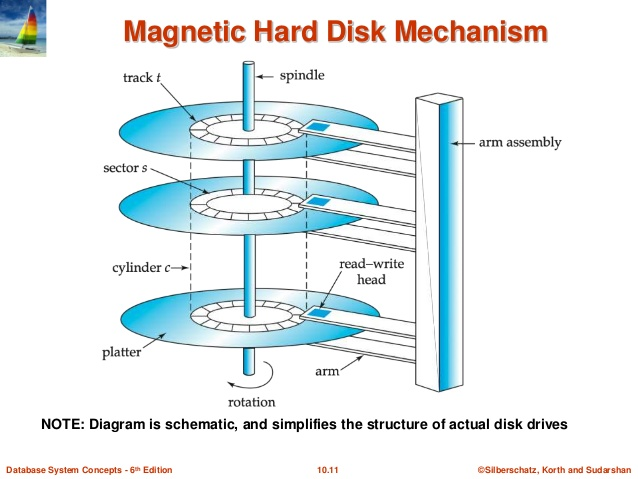 Magnetic Hard Disk Mechanism
track t
spindle
arm assembly
sector s
cylinder c
read–write
head
platter
arm
rotation
NOTE: Diagram is schematic, and simplifies the structure of actual disk drives
Database System Concepts - 6th Edition
10.11
©Silberschatz, Korth and Sudarshan